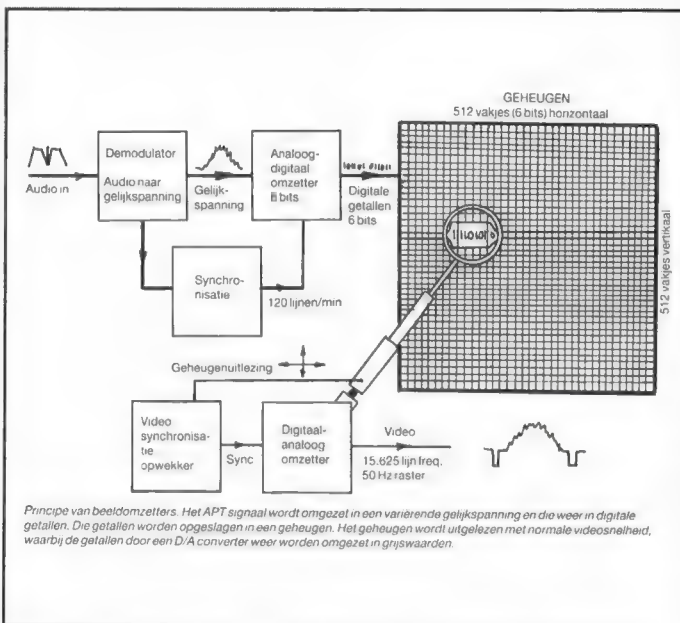 GEHEUGEN
512 vakjes (6 bits) horizontaal
Demodulator
Audio naar
gelijkspanning
Analoog-
digitaal
omzetter
6 bits
Audio in
Gelijk-
spanning
Digitale
getallen
6 bits
Synchro-
nisatie
120 lijnen/min
512 vakjes vertikaal
Geheugenuitlezing
Video
synchronisa-
tie
opwekker
Sync
Digitaal-
analoog
omzetter
Video
15.625 lijn freq.
50 Hz raster
Principe van beeldomzetters. Het APT signaal wordt omgezet in een variërende gelijkspanning en die weer in digitale
getallen. Die getallen worden opgeslagen in een geheugen. Het geheugen wordt uitgelezen met normale videosnelheid,
waarbij de getallen door een D/A converter weer worden omgezet in grijswaarden.